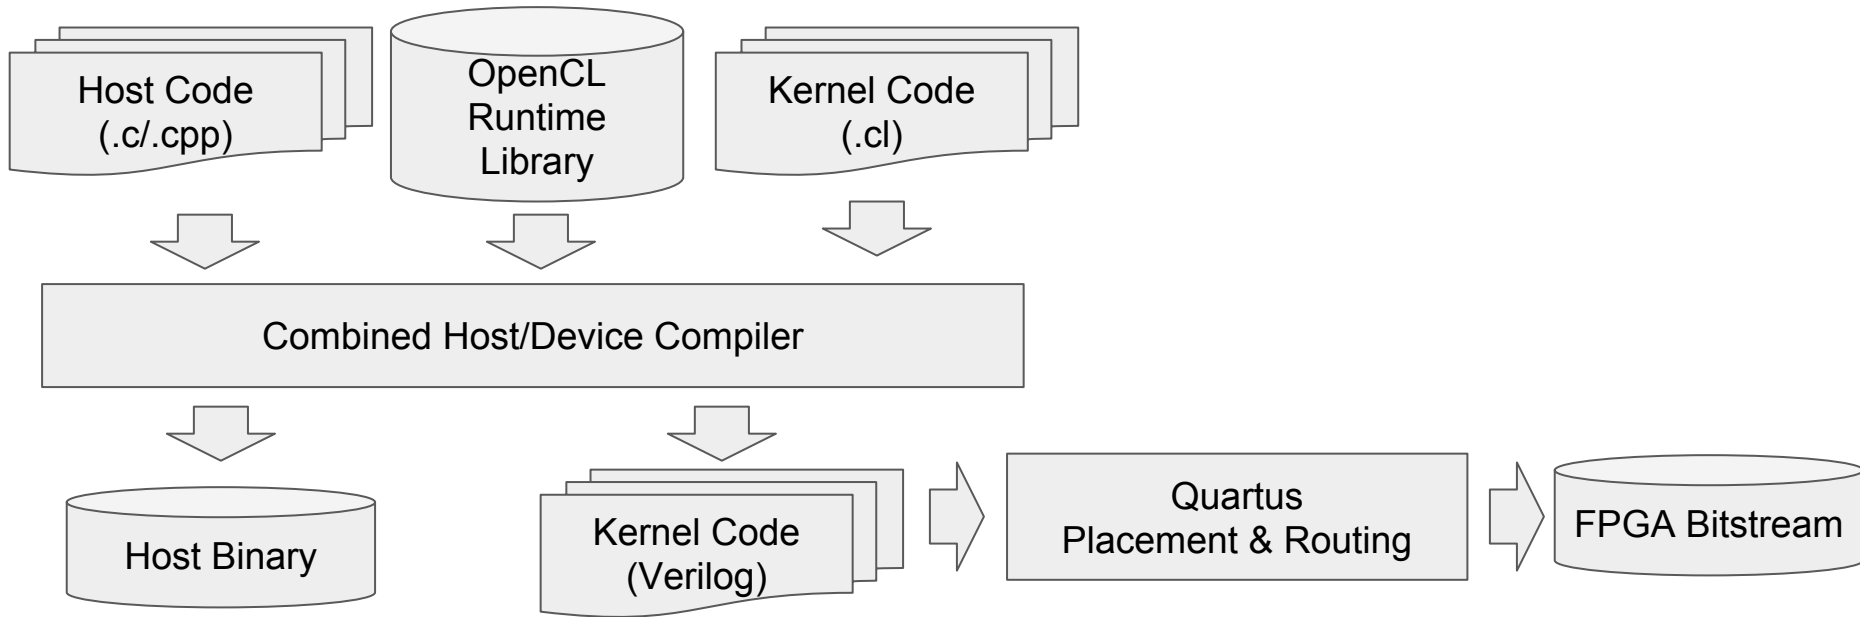 Host Code
(.c/.cpp)
OpenCL
Runtime
Library
Kernel Code
(.cl)
Combined Host/Device Compiler
Host Binary
Kernel Code
(Verilog)
Quartus
Placement & Routing
FPGA Bitstream